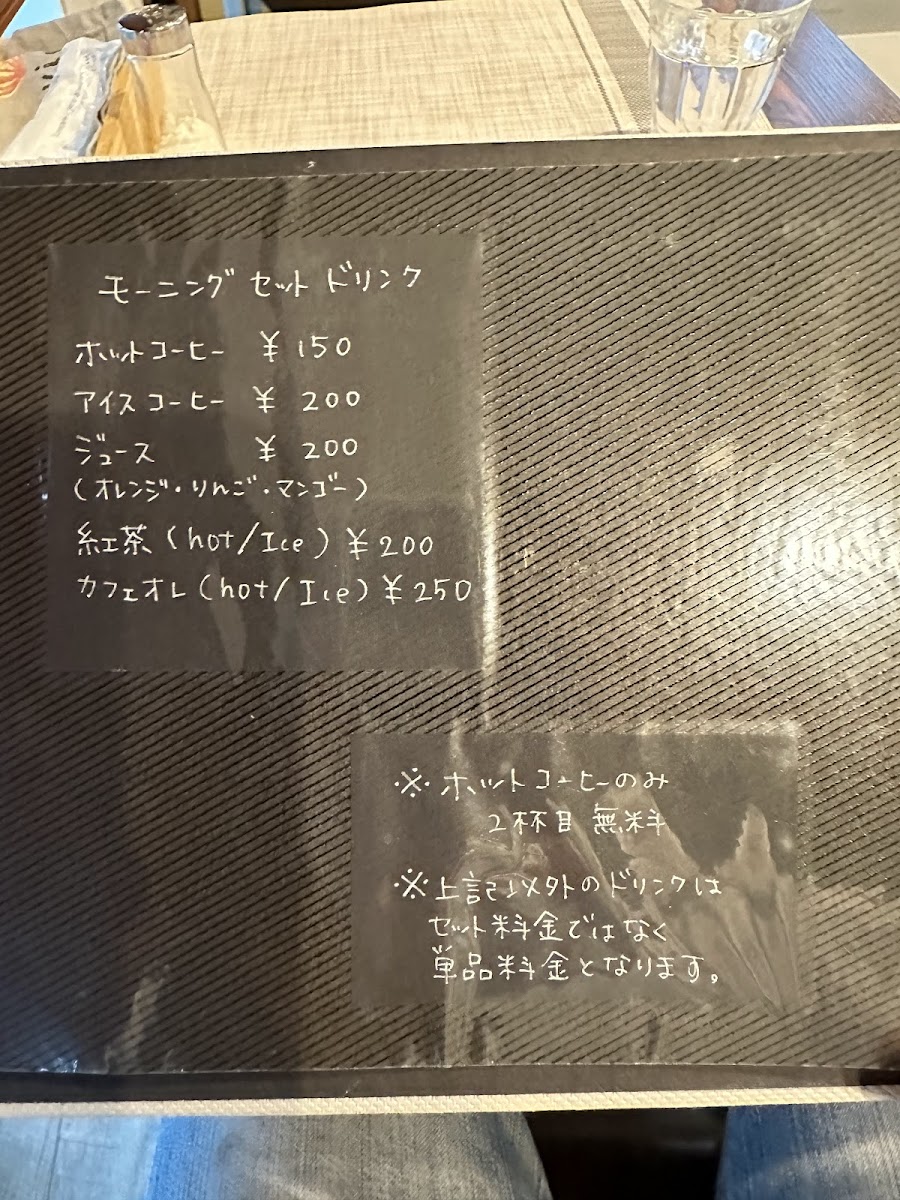 モーニング セット ドリンク
ホットコーヒー ¥150
アイスコーヒー ¥ 200
ジュース ¥ 200
(オレンジ・りんご・マンゴー)
紅茶(hot/Ice)¥200
カフェオレ(hot/Ice)¥250
※ ホットコーヒーのみ
2杯目 無料
※上記以外のドリンクは
セット料金ではなく
単品料金となります。